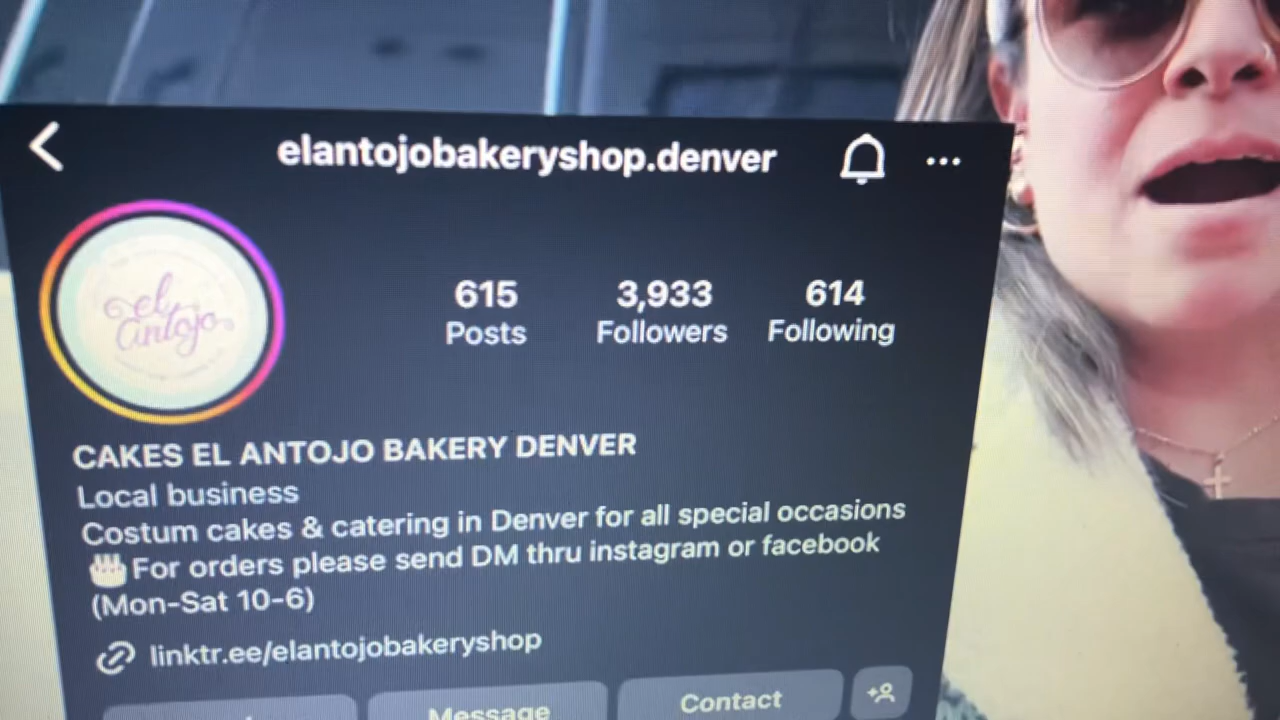 elantojobakeryshop.denver
el
antojo
615
3,933
614
Posts
Followers
Following
CAKES EL ANTOJO BAKERY DENVER
Local business
Costum cakes & catering in Denver for all special occasions
For orders please send DM thru instagram or facebook
(Mon-Sat 10-6)
linktr.ee/elantojobakeryshop
Message
Contact